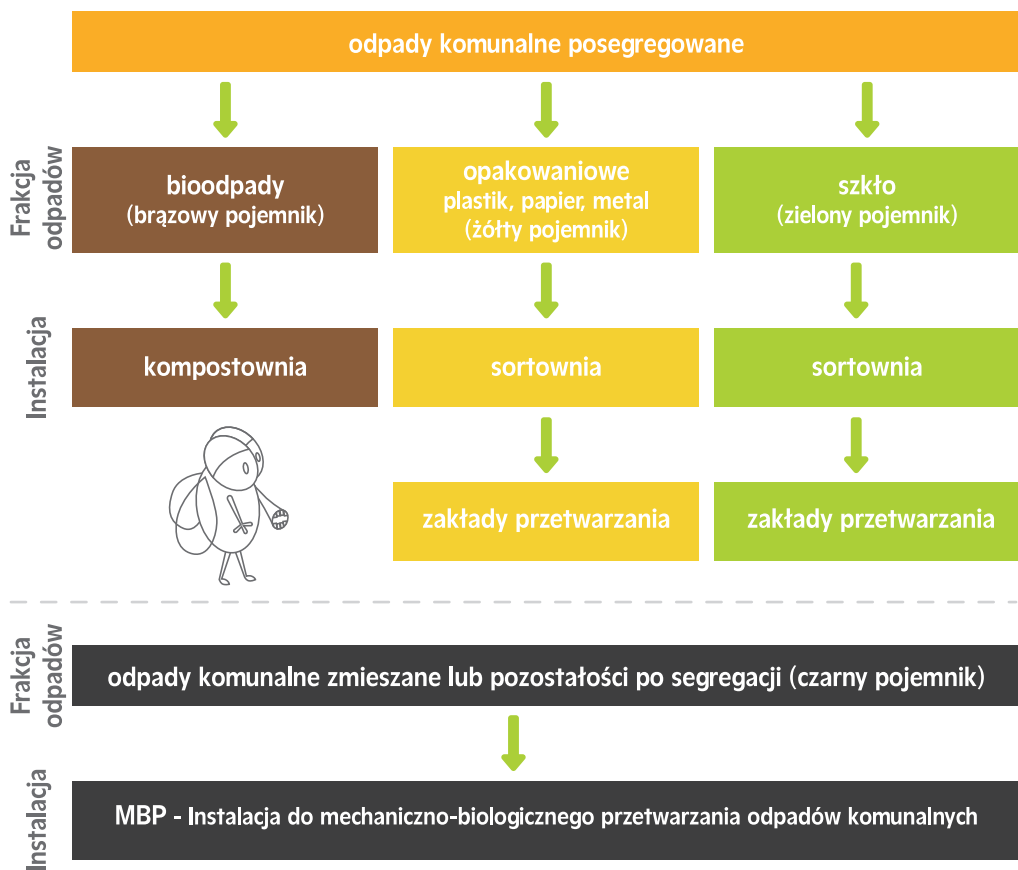 odpady komunalne posegregowane
Frakcja
odpadów
bioodpady
(brązowy pojemnik)
opakowaniowe
plastik, papier, metal
(żółty pojemnik)
szkło
(zielony pojemnik)
Instalacja
kompostownia
sortownia
sortownia
zakłady przetwarzania
zakłady przetwarzania
Frakcja
odpadów
odpady komunalne zmieszane lub pozostałości po segregacji (czarny pojemnik)
Instalacja
MBP - Instalacja do mechaniczno-biologicznego przetwarzania odpadów komunalnych